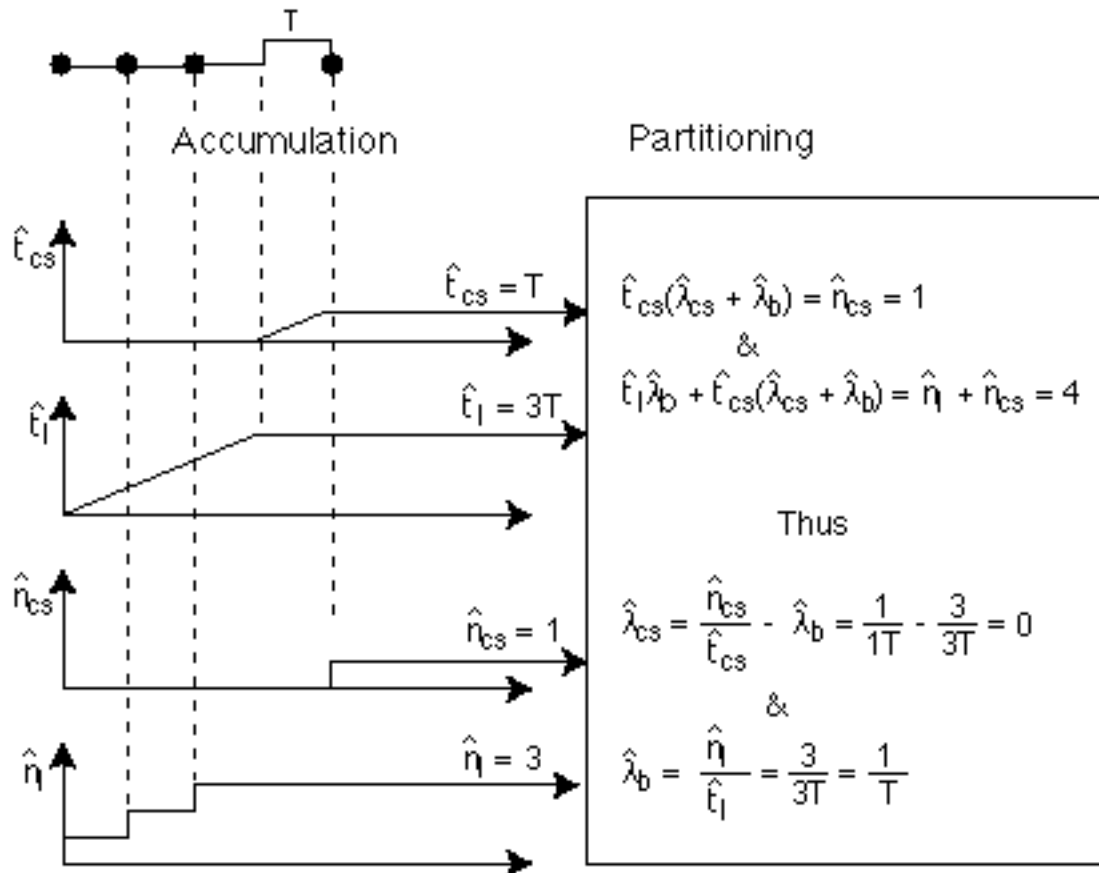 T
Accumulation
Partitioning
t̂cs
t̂cs = T
t̂I
t̂I = 3T
n̂cs
n̂cs = 1
n̂I
n̂I = 3
t̂cs(λ̂cs + λ̂b) = n̂cs = 1
&
t̂Iλ̂b + t̂cs(λ̂cs + λ̂b) = n̂I + n̂cs = 4
Thus
λ̂cs = n̂cs/t̂cs - λ̂b = 1/1T - 3/3T = 0
&
λ̂b = n̂I/t̂I = 3/3T = 1/T